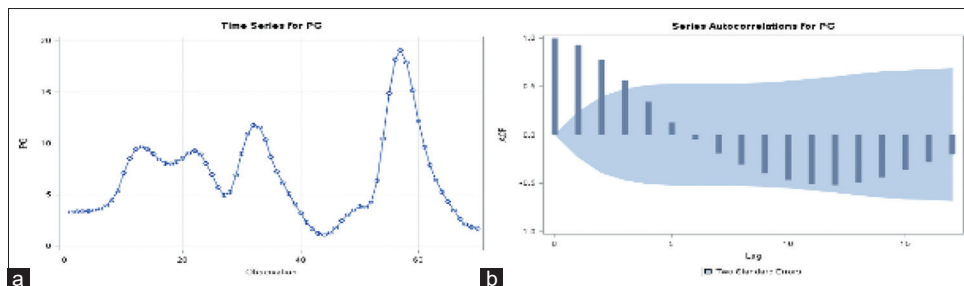 Time Series for PG
20
15
10
5
0
PG
0
20
40
60
Observation
a
Series Autocorrelations for PG
1.0
0.5
0.0
-0.5
-1.0
ACF
0
5
10
15
Lag
Two Standard Errors
b